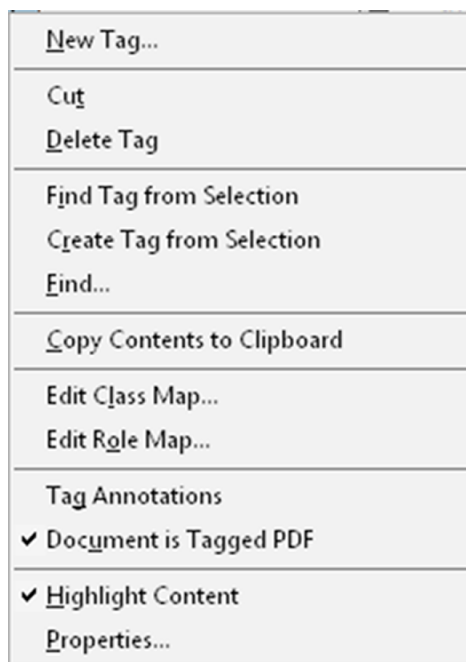 New Tag...
Cut
Delete Tag
Find Tag from Selection
Create Tag from Selection
Find...
Copy Contents to Clipboard
Edit Class Map...
Edit Role Map...
Tag Annotations
Document is Tagged PDF
Highlight Content
Properties...